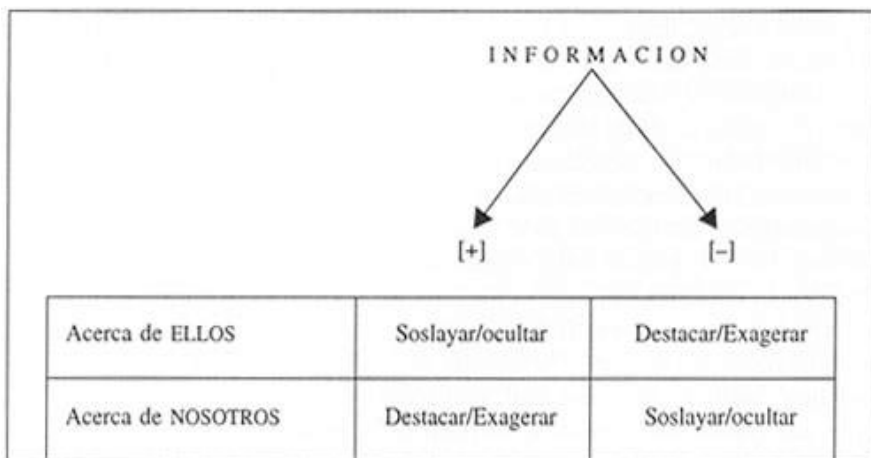 INFORMACION
[+] [–]
Acerca de ELLOS Soslayar/ocultar Destacar/Exagerar
Acerca de NOSOTROS Destacar/Exagerar Soslayar/ocultar